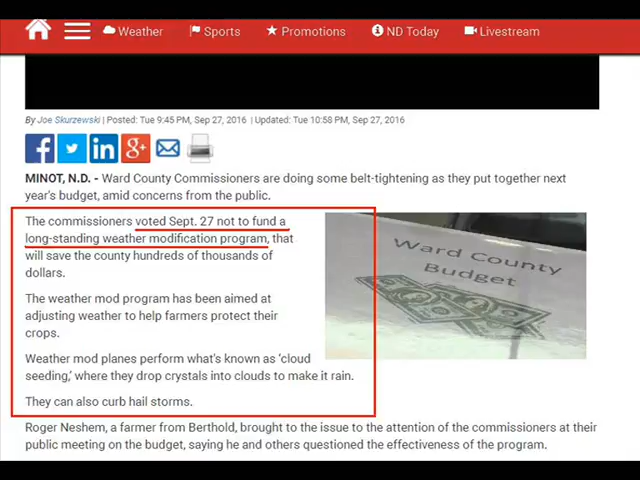 Weather Sports Promotions ND Today Livestream
By Joe Skurzewski | Posted: Tue 9:45 PM, Sep 27, 2016 | Updated: Tue 10:58 PM, Sep 27, 2016
f in g+
MINOT, N.D. - Ward County Commissioners are doing some belt-tightening as they put together next
year's budget, amid concerns from the public.
The commissioners voted Sept. 27 not to fund a
long-standing weather modification program, that
will save the county hundreds of thousands of
dollars.
Ward County
Budget
The weather mod program has been aimed at
adjusting weather to help farmers protect their
crops.
Weather mod planes perform what's known as 'cloud
seeding,' where they drop crystals into clouds to make it rain.
They can also curb hail storms.
Roger Neshem, a farmer from Berthold, brought to the issue to the attention of the commissioners at their
public meeting on the budget, saying he and others questioned the effectiveness of the program.